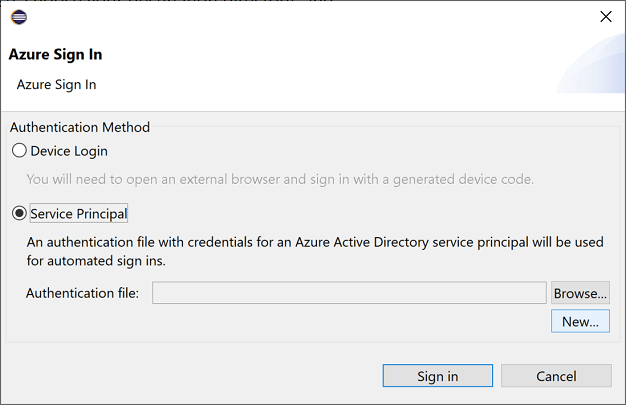 Azure Sign In
Azure Sign In
Authentication Method
Device Login
You will need to open an external browser and sign in with a generated device code.
Service Principal
An authentication file with credentials for an Azure Active Directory service principal will be used
for automated sign ins.
Authentication file:
Browse...
New...
Sign in
Cancel